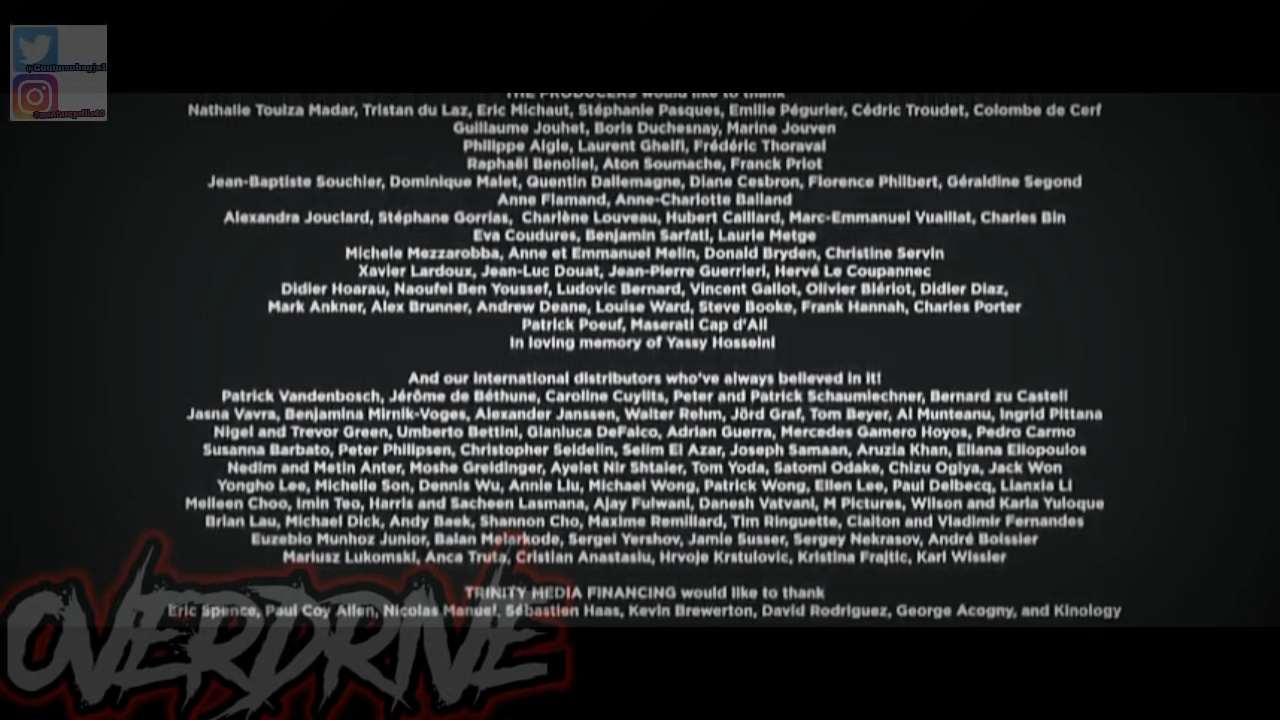 @Guntursubagja1
THE PRODUCERS would like to thank
Nathalie Toulza Madar, Tristan du Laz, Eric Michaut, Stéphanie Pasques, Emilie Pégurier, Cédric Troudet, Colombe de Cerf
Guillaume Jouhet, Boris Duchesnay, Marine Jouven
Philippe Aigle, Laurent Ghelfi, Frédéric Thoraval
Raphaël Benoliel, Aton Soumache, Franck Priot
Jean-Baptiste Souchier, Dominique Malet, Quentin Dallemagne, Diane Cesbron, Florence Philbert, Géraldine Segond
Anne Flamand, Anne-Charlotte Balland
Alexandra Jouclard, Stéphane Gorrias, Charlène Louveau, Hubert Caillard, Marc-Emmanuel Vuaillat, Charles Bin
Eva Coudures, Benjamin Sarfati, Laurie Metge
Michele Mezzarobba, Anne et Emmanuel Melin, Donald Bryden, Christine Servin
Xavier Lardoux, Jean-Luc Douat, Jean-Pierre Guerrieri, Hervé Le Coupannec
Didier Hoarau, Naoufel Ben Youssef, Ludovic Bernard, Vincent Gallot, Olivier Blériot, Didier Diaz,
Mark Ankner, Alex Brunner, Andrew Deane, Louise Ward, Steve Booke, Frank Hannah, Charles Porter
Patrick Poeuf, Maserati Cap d'Ail
In loving memory of Yassy Hosseini
And our international distributors who've always believed in it!
Patrick Vandenbosch, Jérôme de Béthune, Caroline Cuylits, Peter and Patrick Schaumlechner, Bernard zu Castell
Jasna Vavra, Benjamina Mirnik-Voges, Alexander Janssen, Walter Rehm, Jörd Graf, Tom Beyer, Al Munteanu, Ingrid Pittana
Nigel and Trevor Green, Umberto Bettini, Gianluca DeFalco, Adrian Guerra, Mercedes Gamero Hoyos, Pedro Carmo
Susanna Barbato, Peter Philipsen, Christopher Seidelin, Selim El Azar, Joseph Samaan, Aruzia Khan, Eliana Eliopoulos
Nedim and Metin Anter, Moshe Greidinger, Ayelet Nir Shtaier, Tom Yoda, Satomi Odake, Chizu Ogiya, Jack Won
Yongho Lee, Michelle Son, Dennis Wu, Annie Liu, Michael Wong, Patrick Wong, Ellen Lee, Paul Delbecq, Lianxia Li
Meileen Choo, Imin Teo, Harris and Sacheen Lasmana, Ajay Fulwani, Danesh Vatvani, M Pictures, Wilson and Karla Yuloque
Brian Lau, Michael Dick, Andy Baek, Shannon Cho, Maxime Remillard, Tim Ringuette, Claiton and Vladimir Fernandes
Euzebio Munhoz Junior, Balan Melarkode, Sergei Yershov, Jamie Susser, Sergey Nekrasov, André Boissier
Mariusz Lukomski, Anca Truta, Cristian Anastasiu, Hrvoje Krstulovic, Kristina Frajtic, Karl Wissler
TRINITY MEDIA FINANCING would like to thank
Eric Spence, Paul Coy Allen, Nicolas Manuel, Sébastien Haas, Kevin Brewerton, David Rodriguez, George Acogny, and Kinology
OVERDRIVE